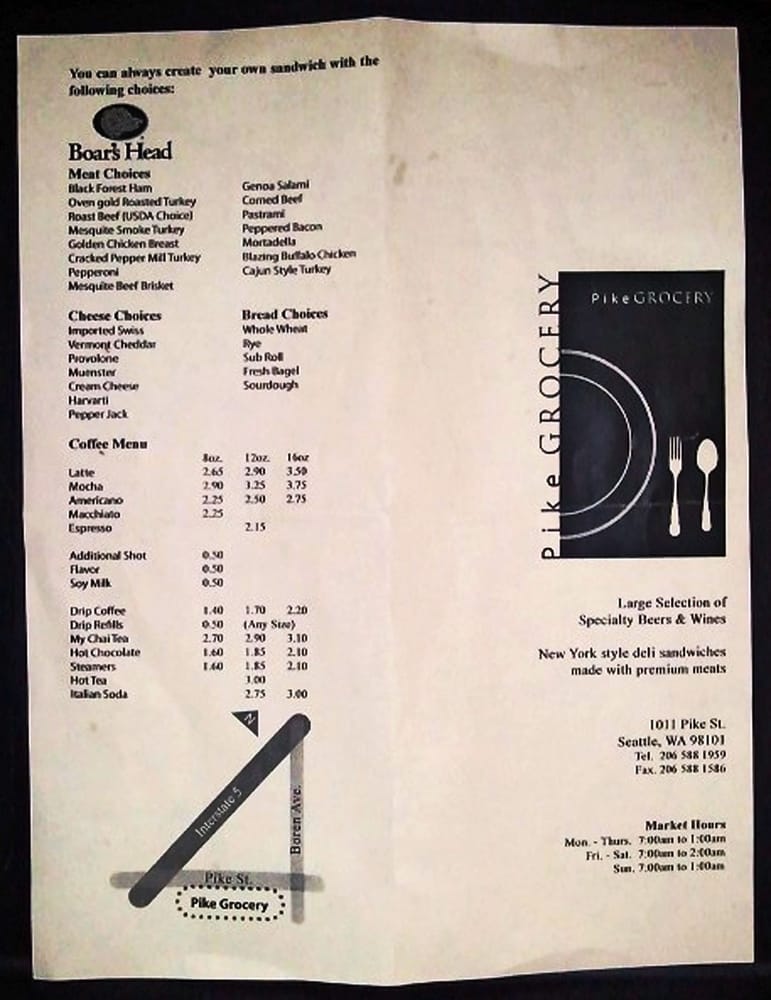 You can always create your own sandwich with the
following choices:
Boar's Head
Meat Choices
Black Forest Ham
Oven gold Roasted Turkey
Roast Beef (USDA Choice)
Mesquite Smoke Turkey
Golden Chicken Breast
Cracked Pepper Mill Turkey
Pepperoni
Mesquite Beef Brisket
Genoa Salami
Corned Beef
Pastrami
Peppered Bacon
Mortadella
Blazing Buffalo Chicken
Cajun Style Turkey
Cheese Choices
Imported Swiss
Vermont Cheddar
Provolone
Muenster
Cream Cheese
Harvarti
Pepper Jack
Bread Choices
Whole Wheat
Rye
Sub Roll
Fresh Bagel
Sourdough
Coffee Menu
8oz. 12oz. 16oz
Latte 2.65 2.90 3.50
Mocha 2.90 3.25 3.75
Americano 2.25 2.50 2.75
Macchiato 2.25
Espresso 2.15
Additional Shot 0.50
Flavor 0.50
Soy Milk 0.50
Drip Coffee 1.40 1.70 2.20
Drip Refills 0.50 (Any Size)
My Chai Tea 2.70 2.90 3.10
Hot Chocolate 1.60 1.85 2.10
Steamers 1.60 1.85 2.10
Hot Tea 1.00
Italian Soda 2.75 3.00
N
Interstate 5
Boren Ave.
Pike St.
Pike Grocery
Pike GROCERY
Pike GROCERY
Large Selection of
Specialty Beers & Wines
New York style deli sandwiches
made with premium meats
1011 Pike St.
Seattle, WA 98101
Tel. 206 588 1959
Fax. 206 588 1586
Market Hours
Mon. - Thurs. 7:00am to 1:00am
Fri. - Sat. 7:00am to 2:00am
Sun. 7:00am to 1:00am